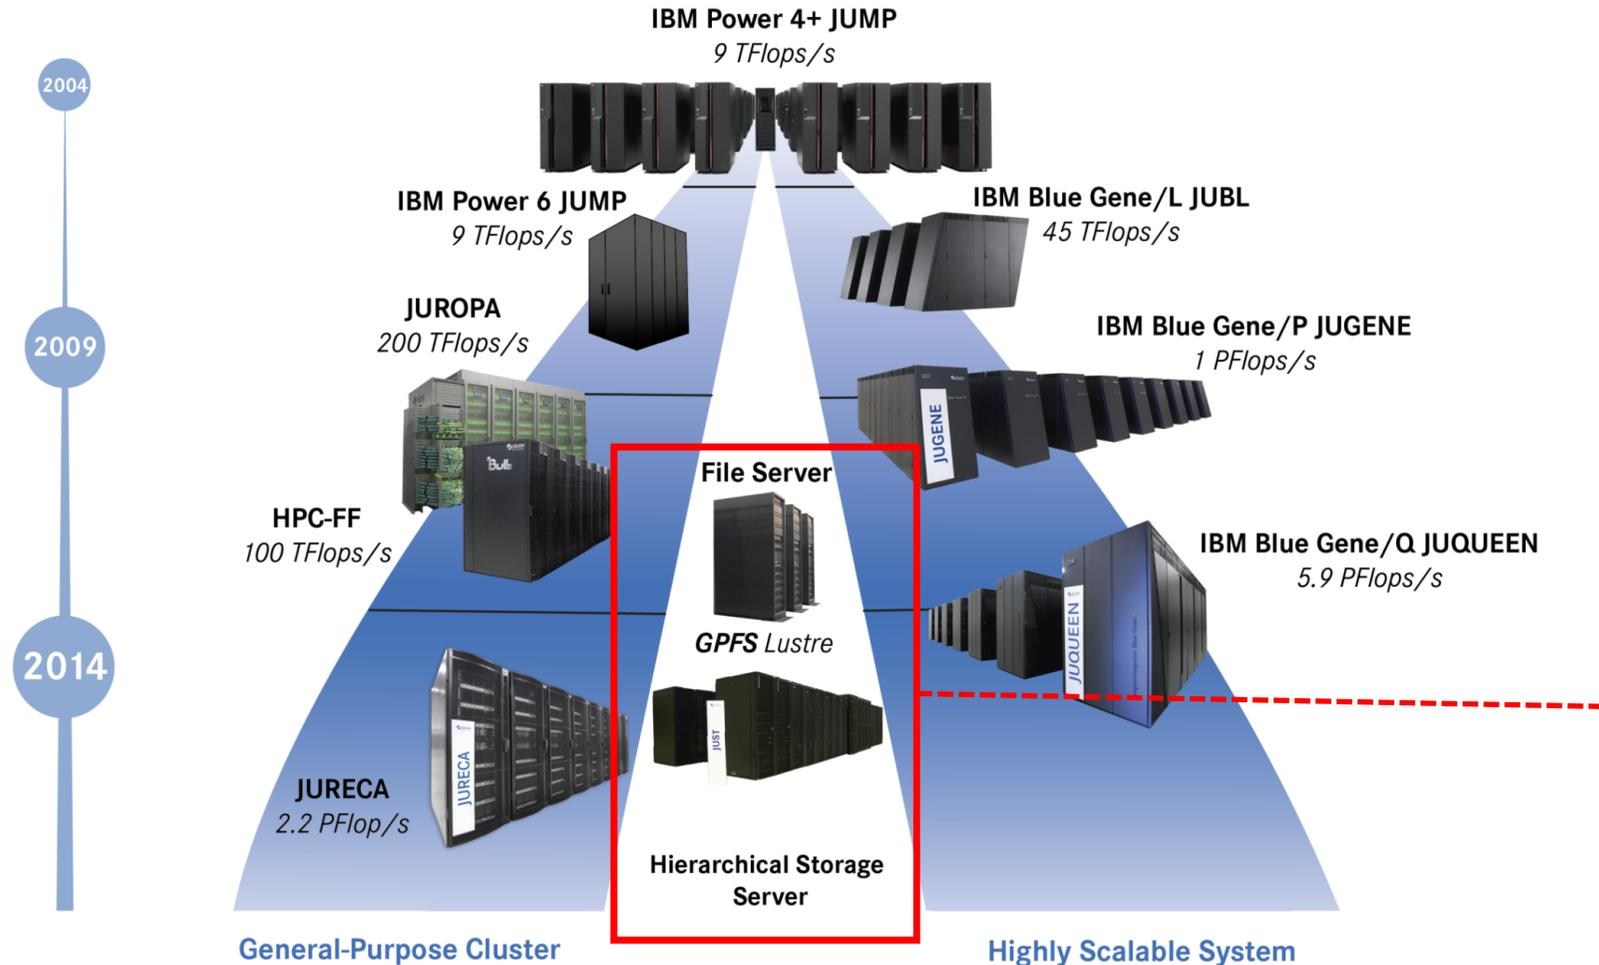 IBM Power 4+ JUMP
9 TFlops/s
2004
IBM Power 6 JUMP
9 TFlops/s
IBM Blue Gene/L JUBL
45 TFlops/s
JUROPA
200 TFlops/s
2009
IBM Blue Gene/P JUGENE
1 PFlops/s
JUGENE
File Server
Bull
HPC-FF
100 TFlops/s
IBM Blue Gene/Q JUQUEEN
5.9 PFlops/s
JUQUEEN
GPFS Lustre
2014
JUST
JURECA
JURECA
2.2 PFlop/s
Hierarchical Storage
Server
General-Purpose Cluster
Highly Scalable System